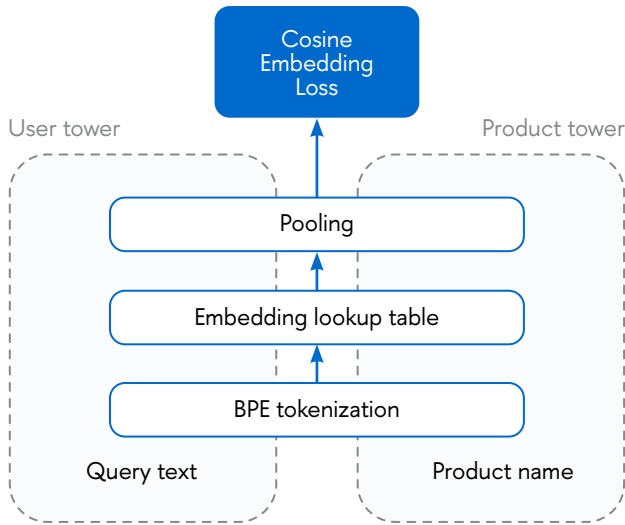 Cosine
Embedding
Loss
User tower
Product tower
Pooling
Embedding lookup table
BPE tokenization
Query text
Product name